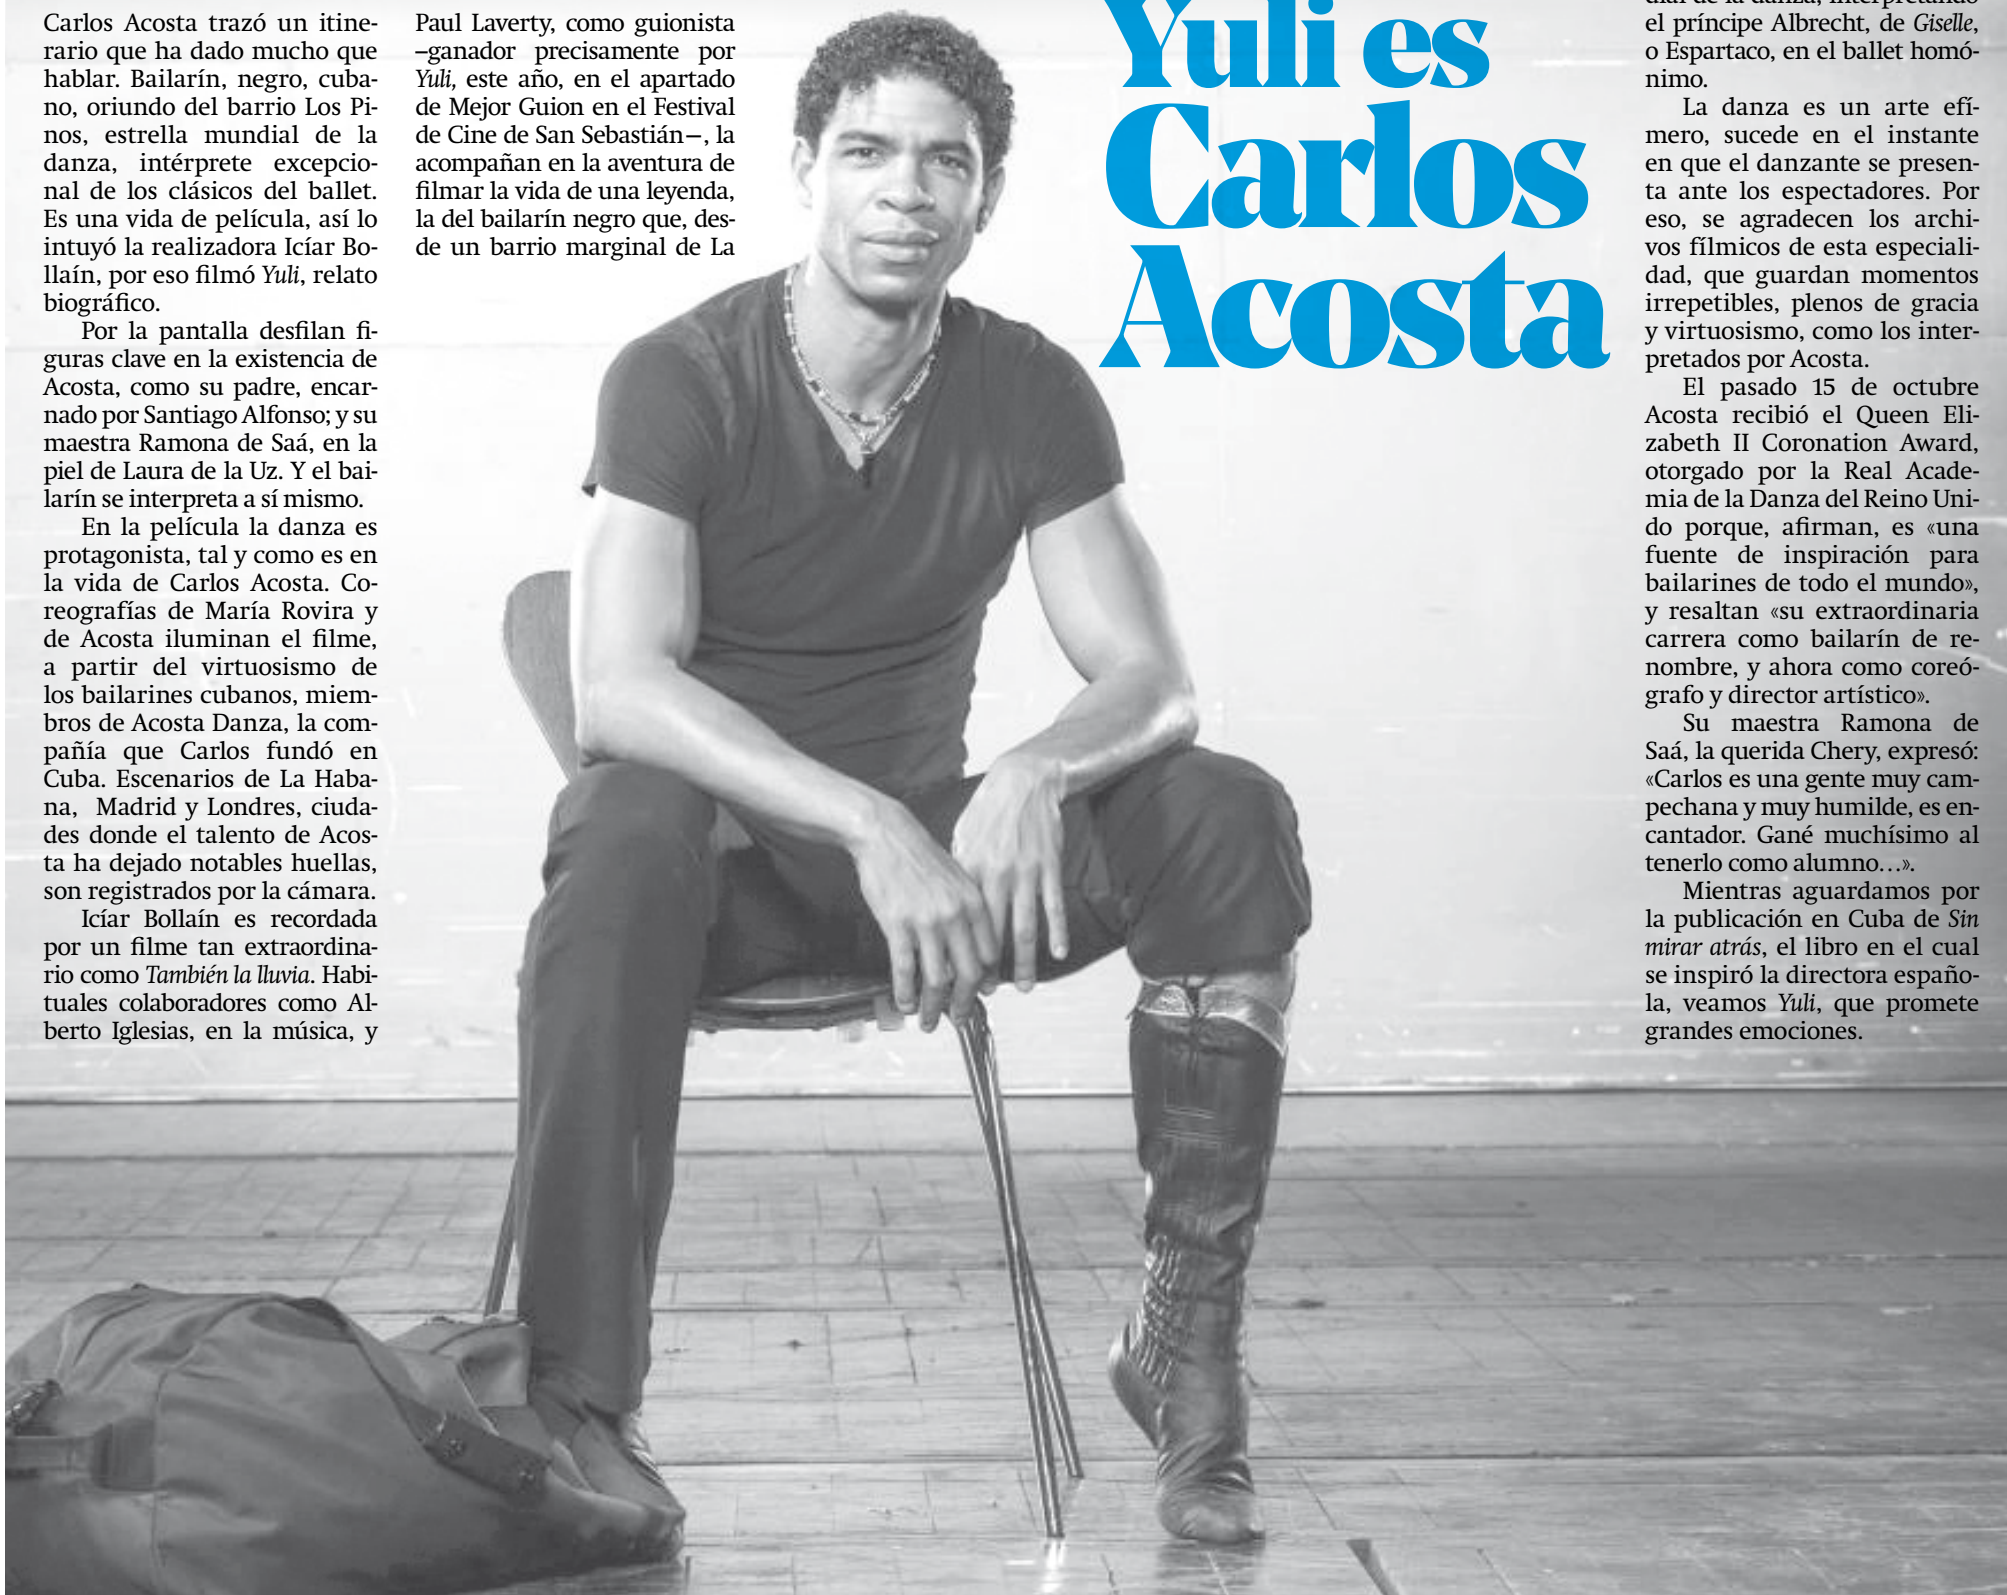 Carlos Acosta trazó un itine-
rario que ha dado mucho que
hablar. Bailarín, negro, cuba-
no, oriundo del barrio Los Pi-
nos, estrella mundial de la
danza, intérprete excepcio-
nal de los clásicos del ballet.
Es una vida de película, así lo
intuyó la realizadora Icíar Bo-
llaín, por eso filmó Yuli, relato
biográfico.
Por la pantalla desfilan fi-
guras clave en la existencia de
Acosta, como su padre, encar-
nado por Santiago Alfonso; y su
maestra Ramona de Saá, en la
piel de Laura de la Uz. Y el bai-
larín se interpreta a sí mismo.
En la película la danza es
protagonista, tal y como es en
la vida de Carlos Acosta. Co-
reografías de María Rovira y
de Acosta iluminan el filme,
a partir del virtuosismo de
los bailarines cubanos, miem-
bros de Acosta Danza, la com-
pañía que Carlos fundó en
Cuba. Escenarios de La Haba-
na, Madrid y Londres, ciuda-
des donde el talento de Acos-
ta ha dejado notables huellas,
son registrados por la cámara.
Icíar Bollaín es recordada
por un filme tan extraordina-
rio como También la lluvia. Habi-
tuales colaboradores como Al-
berto Iglesias, en la música, y
Paul Laverty, como guionista
–ganador precisamente por
Yuli, este año, en el apartado
de Mejor Guion en el Festival
de Cine de San Sebastián–, la
acompañan en la aventura de
filmar la vida de una leyenda,
la del bailarín negro que, des-
de un barrio marginal de La
Yuli es
Carlos
Acosta
dial de la danza, interpretando
el príncipe Albrecht, de Giselle,
o Espartaco, en el ballet homó-
nimo.
La danza es un arte efí-
mero, sucede en el instante
en que el danzante se presen-
ta ante los espectadores. Por
eso, se agradecen los archi-
vos fílmicos de esta especiali-
dad, que guardan momentos
irrepetibles, plenos de gracia
y virtuosismo, como los inter-
pretados por Acosta.
El pasado 15 de octubre
Acosta recibió el Queen Eli-
zabeth II Coronation Award,
otorgado por la Real Acade-
mia de la Danza del Reino Uni-
do porque, afirman, es «una
fuente de inspiración para
bailarines de todo el mundo»,
y resaltan «su extraordinaria
carrera como bailarín de re-
nombre, y ahora como coreó-
grafo y director artístico».
Su maestra Ramona de
Saá, la querida Chery, expresó:
«Carlos es una gente muy cam-
pechana y muy humilde, es en-
cantador. Gané muchísimo al
tenerlo como alumno…».
Mientras aguardamos por
la publicación en Cuba de Sin
mirar atrás, el libro en el cual
se inspiró la directora españo-
la, veamos Yuli, que promete
grandes emociones.